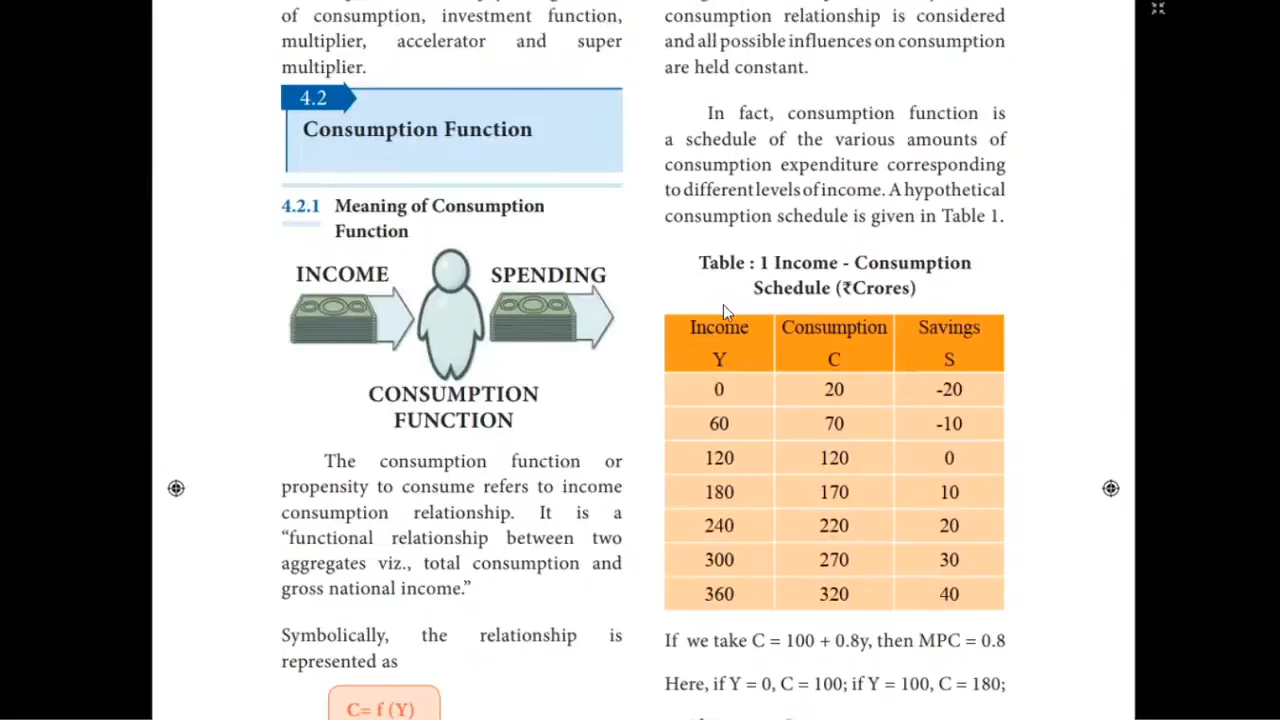 of consumption, investment function,
multiplier, accelerator and super
multiplier.
4.2
Consumption Function
4.2.1 Meaning of Consumption
Function
INCOME SPENDING
CONSUMPTION
FUNCTION
The consumption function or
propensity to consume refers to income
consumption relationship. It is a
“functional relationship between two
aggregates viz., total consumption and
gross national income.”
Symbolically, the relationship is
represented as
C= f (Y)
consumption relationship is considered
and all possible influences on consumption
are held constant.
In fact, consumption function is
a schedule of the various amounts of
consumption expenditure corresponding
to different levels of income. A hypothetical
consumption schedule is given in Table 1.
Table : 1 Income - Consumption
Schedule (₹Crores)
Income Consumption Savings
Y C S
0 20 -20
60 70 -10
120 120 0
180 170 10
240 220 20
300 270 30
360 320 40
If we take C = 100 + 0.8y, then MPC = 0.8
Here, if Y = 0, C = 100; if Y = 100, C = 180;